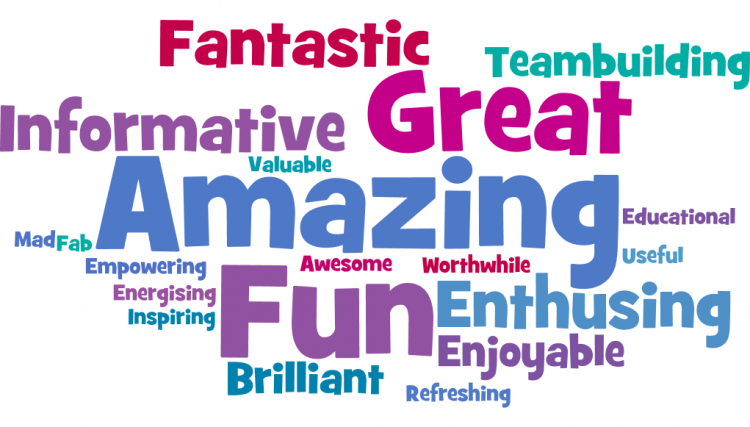 Fantastic
Teambuilding
Great
Informative
Valuable
Amazing
Educational
Mad
Fab
Useful
Empowering
Awesome
Worthwhile
Energising
Fun
Enthusing
Inspiring
Enjoyable
Brilliant
Refreshing